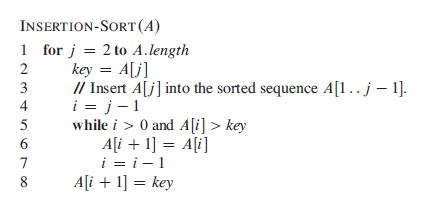 INSERTION-SORT(A)
1 for j = 2 to A.length
2 key = A[j]
3 // Insert A[j] into the sorted sequence A[1 . . j − 1].
4 i = j − 1
5 while i > 0 and A[i] > key
6 A[i + 1] = A[i]
7 i = i − 1
8 A[i + 1] = key